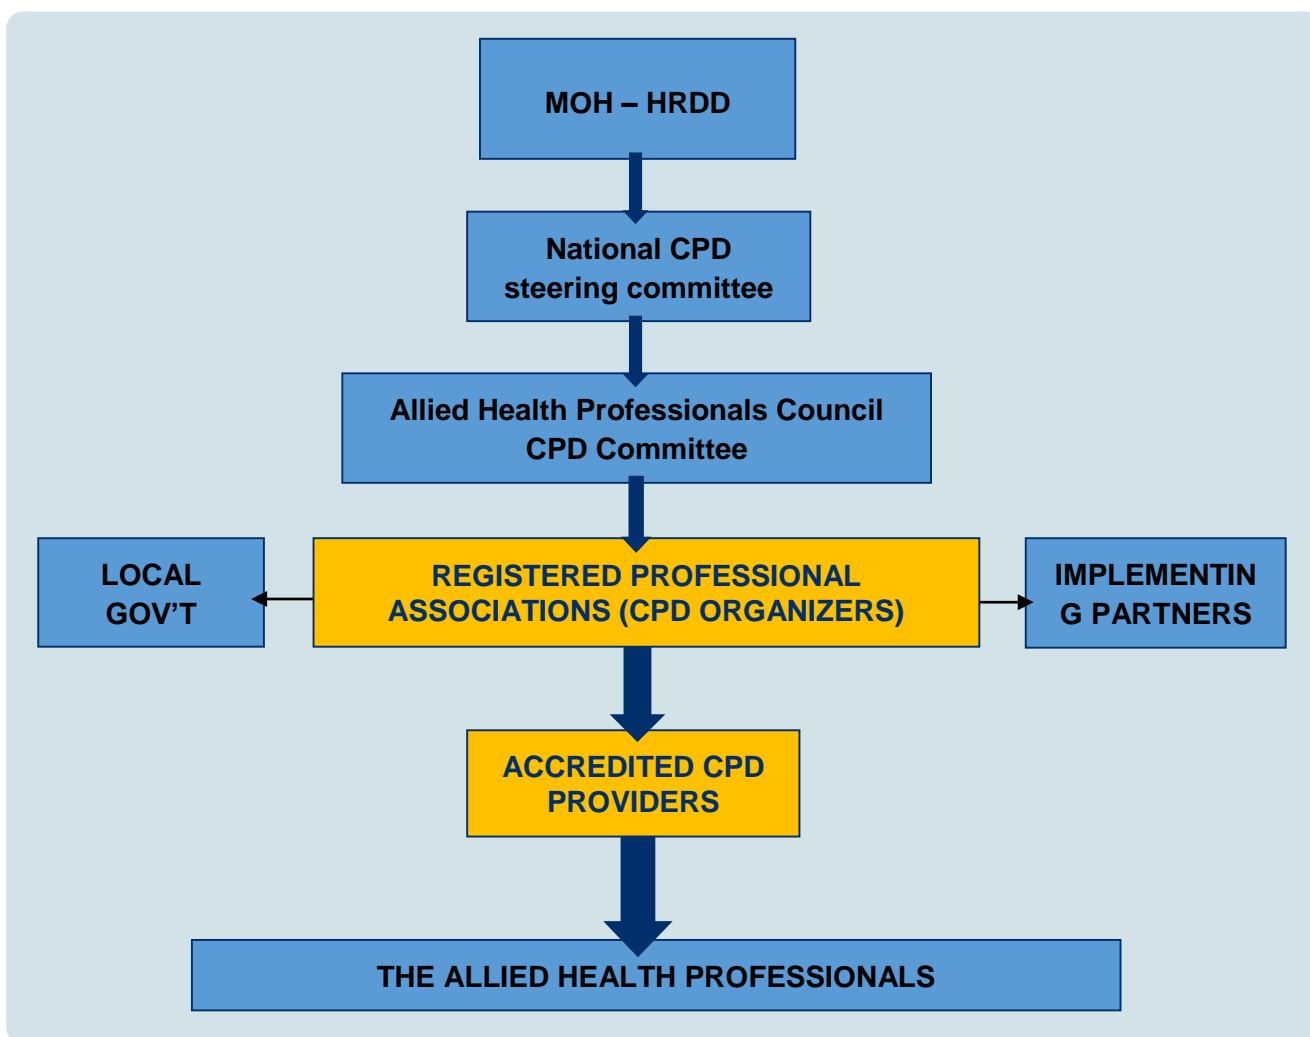 MOH – HRDD
National CPD
steering committee
Allied Health Professionals Council
CPD Committee
LOCAL
GOV'T
REGISTERED PROFESSIONAL
ASSOCIATIONS (CPD ORGANIZERS)
IMPLEMENTIN
G PARTNERS
ACCREDITED CPD
PROVIDERS
THE ALLIED HEALTH PROFESSIONALS